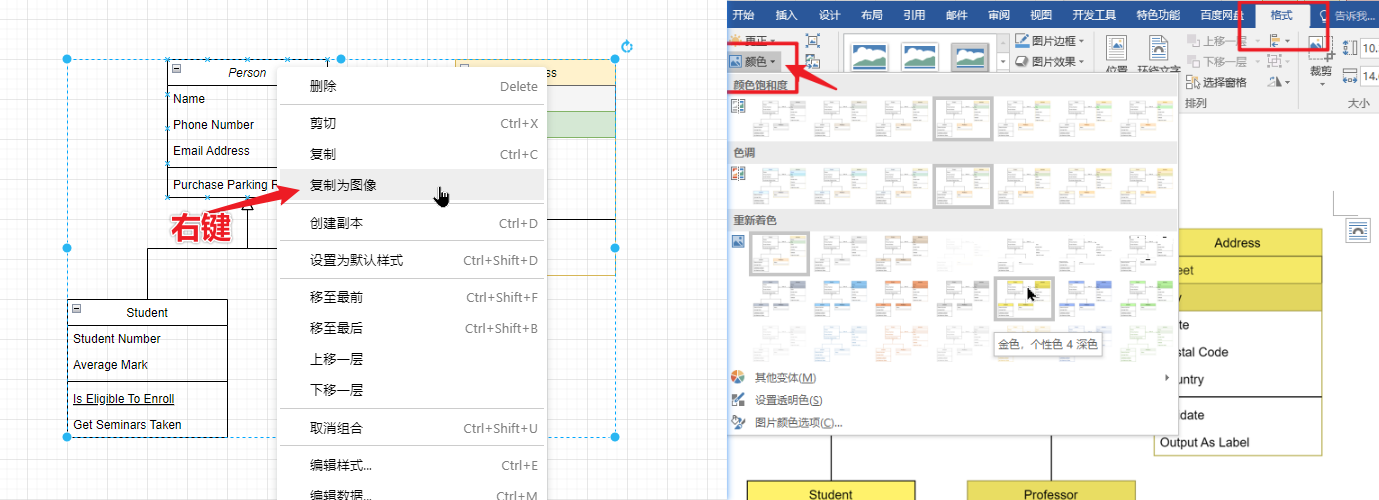 Person
Name
Phone Number
Email Address
Purchase Parking
右键
Student
Student Number
Average Mark
Is Eligible To Enroll
Get Seminars Taken
ss
删除 Delete
剪切 Ctrl+X
复制 Ctrl+C
复制为图像
创建副本 Ctrl+D
设置为默认样式 Ctrl+Shift+D
移至最前 Ctrl+Shift+F
移至最后 Ctrl+Shift+B
上移一层
下移一层
取消组合 Ctrl+Shift+U
编辑样式... Ctrl+E
编辑数据... Ctrl+M
开始 插入 设计 布局 引用 邮件 审阅 视图 开发工具 特色功能 百度网盘 格式 告诉我...
更正
颜色
图片边框
图片效果
位置
环绕文字
上移一层
下移一层
选择窗格
排列
裁剪
10.
14.
大小
颜色饱和度
色调
重新着色
金色，个性色 4 深色
其他变体(M)
设置透明色(S)
图片颜色选项(C)...
Address
eet
y
te
stal Code
untry
date
Output As Label
Student
Professor